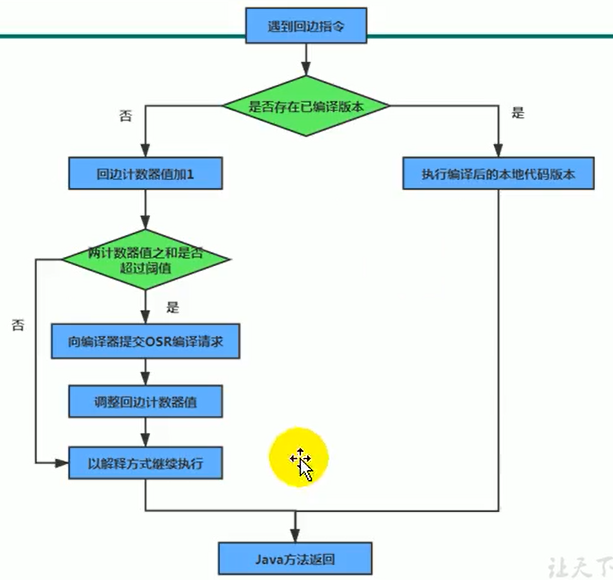 遇到回边指令
是否存在已编译版本
否
是
回边计数器值加1
执行编译后的本地代码版本
两计数器值之和是否
超过阈值
是
否
向编译器提交OSR编译请求
调整回边计数器值
以解释方式继续执行
Java方法返回
让天下